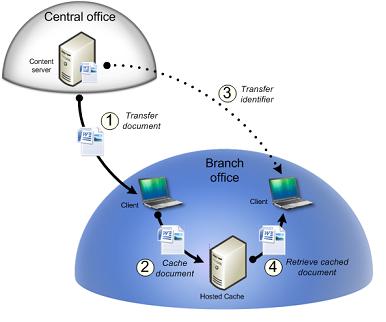 Central office
Content
server
1
Transfer
document
3
Transfer
identifier
Branch
office
Client
Client
2
Cache
document
4
Retrieve cached
document
Hosted Cache